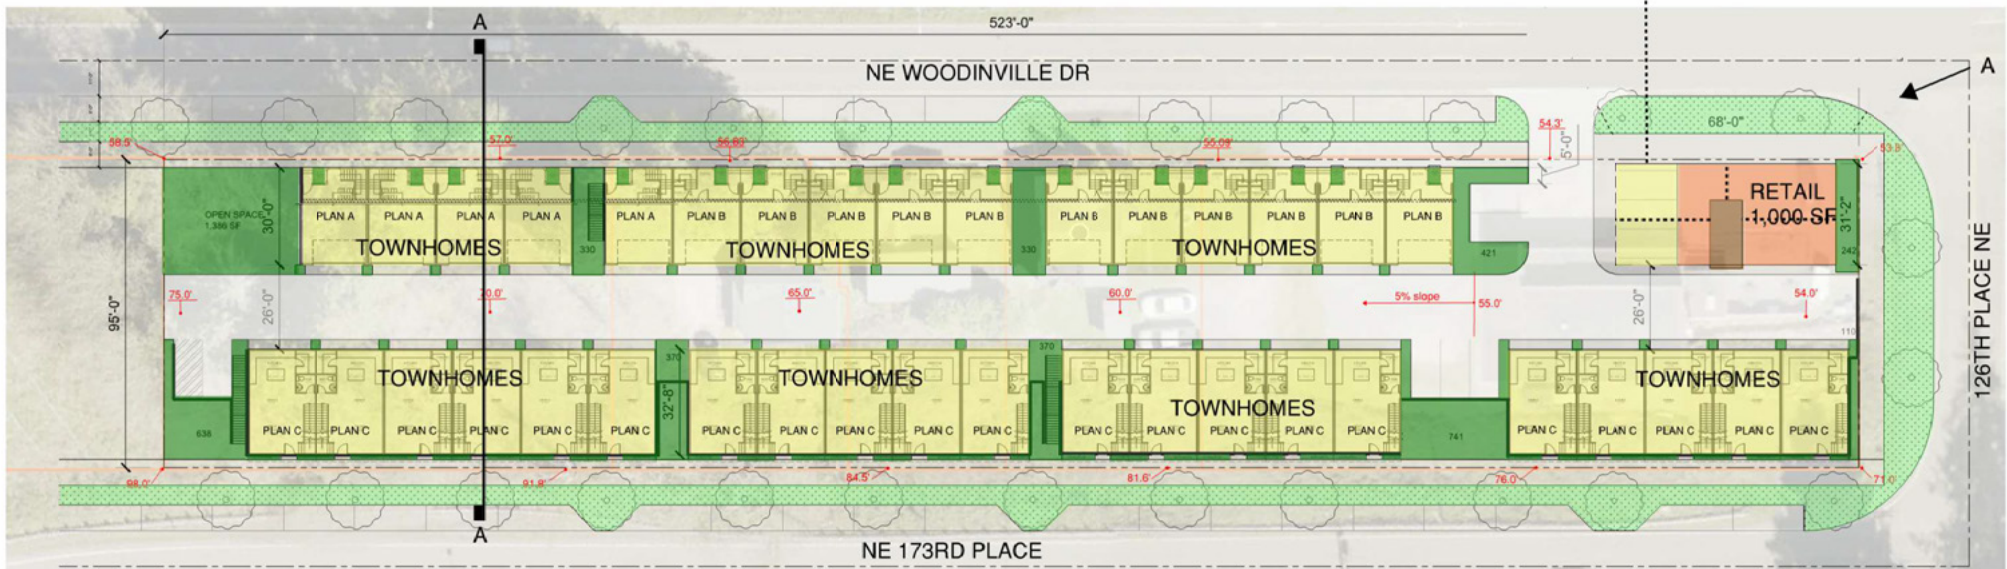 523'-0"
A
NE WOODINVILLE DR
A
68'-0"
58.5'
57.0'
56.80'
55.09'
54.3'
5'-0"
53.8'
OPEN SPACE
1,386 SF
30'-0"
PLAN A PLAN A PLAN A PLAN A
PLAN A PLAN B PLAN B PLAN B PLAN B PLAN B
PLAN B PLAN B PLAN B PLAN B PLAN B PLAN B
TOWNHOMES
TOWNHOMES
TOWNHOMES
330
330
421
RETAIL
1,000 SF
31'-2"
242
126TH PLACE NE
95'-0"
75.0'
26'-0"
70.0'
65.0'
60.0'
5% slope
55.0'
26'-0"
54.0'
110
370
370
TOWNHOMES
TOWNHOMES
TOWNHOMES
TOWNHOMES
32'-8"
638
PLAN C PLAN C PLAN C PLAN C PLAN C PLAN C
PLAN C PLAN C PLAN C PLAN C PLAN C
PLAN C PLAN C PLAN C PLAN C PLAN C
741
PLAN C PLAN C PLAN C PLAN C PLAN C
98.0'
91.8'
84.5'
81.6'
76.0'
71.0'
A
NE 173RD PLACE